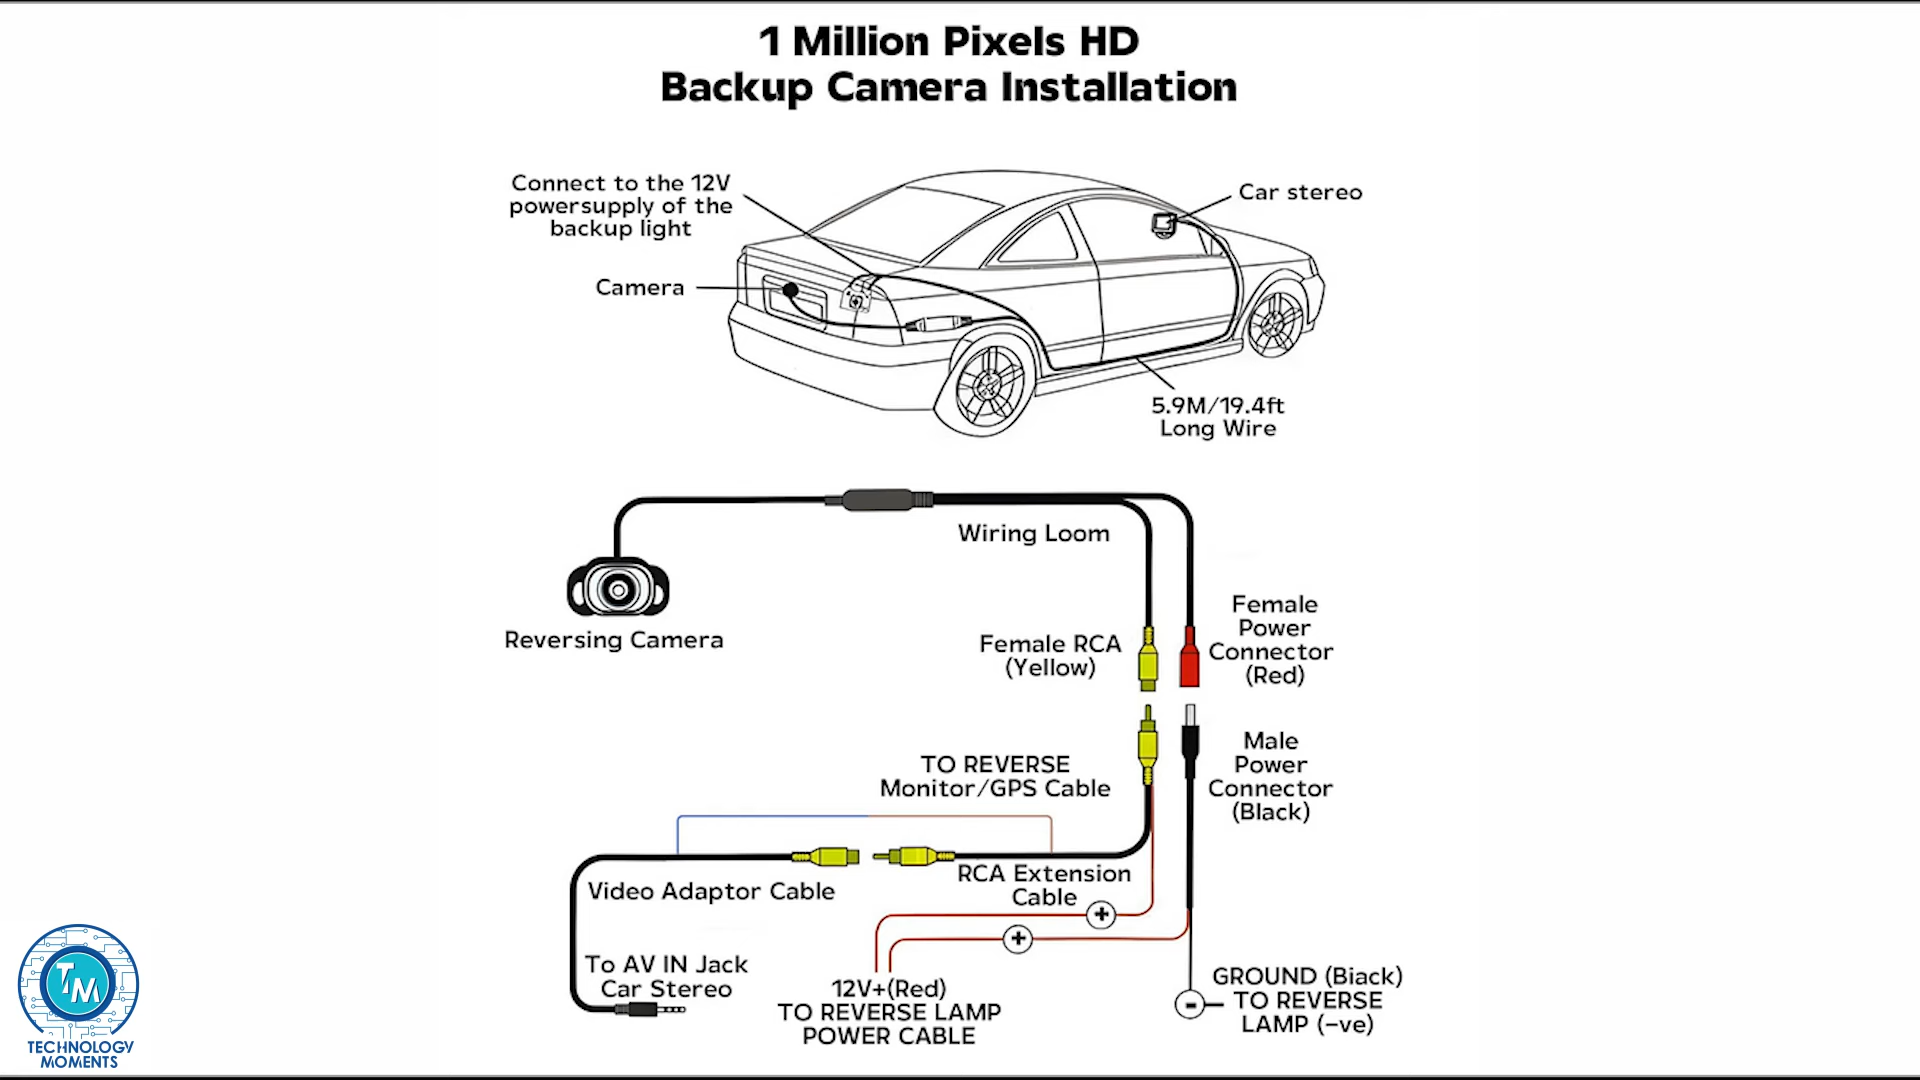 1 Million Pixels HD
Backup Camera Installation
Connect to the 12V
powersupply of the
backup light
Car stereo
Camera
5.9M/19.4ft
Long Wire
Wiring Loom
Reversing Camera
Female RCA
(Yellow)
Female
Power
Connector
(Red)
TO REVERSE
Monitor/GPS Cable
Male
Power
Connector
(Black)
Video Adaptor Cable
RCA Extension
Cable
+
+
To AV IN Jack
Car Stereo
12V+(Red)
TO REVERSE LAMP
POWER CABLE
-
GROUND (Biack)
TO REVERSE
LAMP (-ve)
TM
TECHNOLOGY
MOMENTS